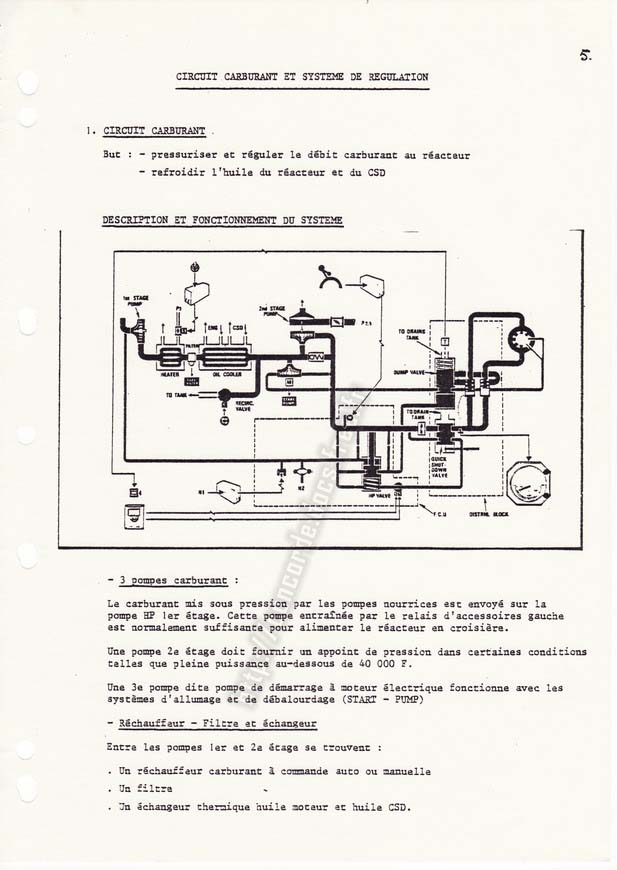 5.
CIRCUIT CARBURANT ET SYSTEME DE REGULATION
1. CIRCUIT CARBURANT .
But : - pressuriser et réguler le débit carburant au réacteur
- refroidir l'huile du réacteur et du CSD
DESCRIPTION ET FONCTIONNEMENT DU SYSTEME
1st STAGE
PUMP
P1
FILTER
ENG
CSD
HEATER
OIL COOLER
2nd STAGE
PUMP
TO TANK
RECIRC.
VALVE
TO DRAINS
TANK
T
DUMP VALVE
TO DRAIN
TANK
QUICK
SHUT-
DOWN
VALVE
N1
N2
HP VALVE
F.C.U
DISTRIB. BLOCK
- 3 pompes carburant :
Le carburant mis sous pression par les pompes nourrices est envoyé sur la
pompe HP 1er étage. Cette pompe entraînée par le relais d'accessoires gauche
est normalement suffisante pour alimenter le réacteur en croisière.
Une pompe 2e étage doit fournir un appoint de pression dans certaines conditions
telles que pleine puissance au-dessous de 40 000 F.
Une 3e pompe dite pompe de démarrage à moteur électrique fonctionne avec les
systèmes d'allumage et de débalourdage (START - PUMP)
- Réchauffeur - Filtre et échangeur
Entre les pompes 1er et 2e étage se trouvent :
. Un réchauffeur carburant à commande auto ou manuelle
. Un filtre
. Un échangeur thermique huile moteur et huile CSD.